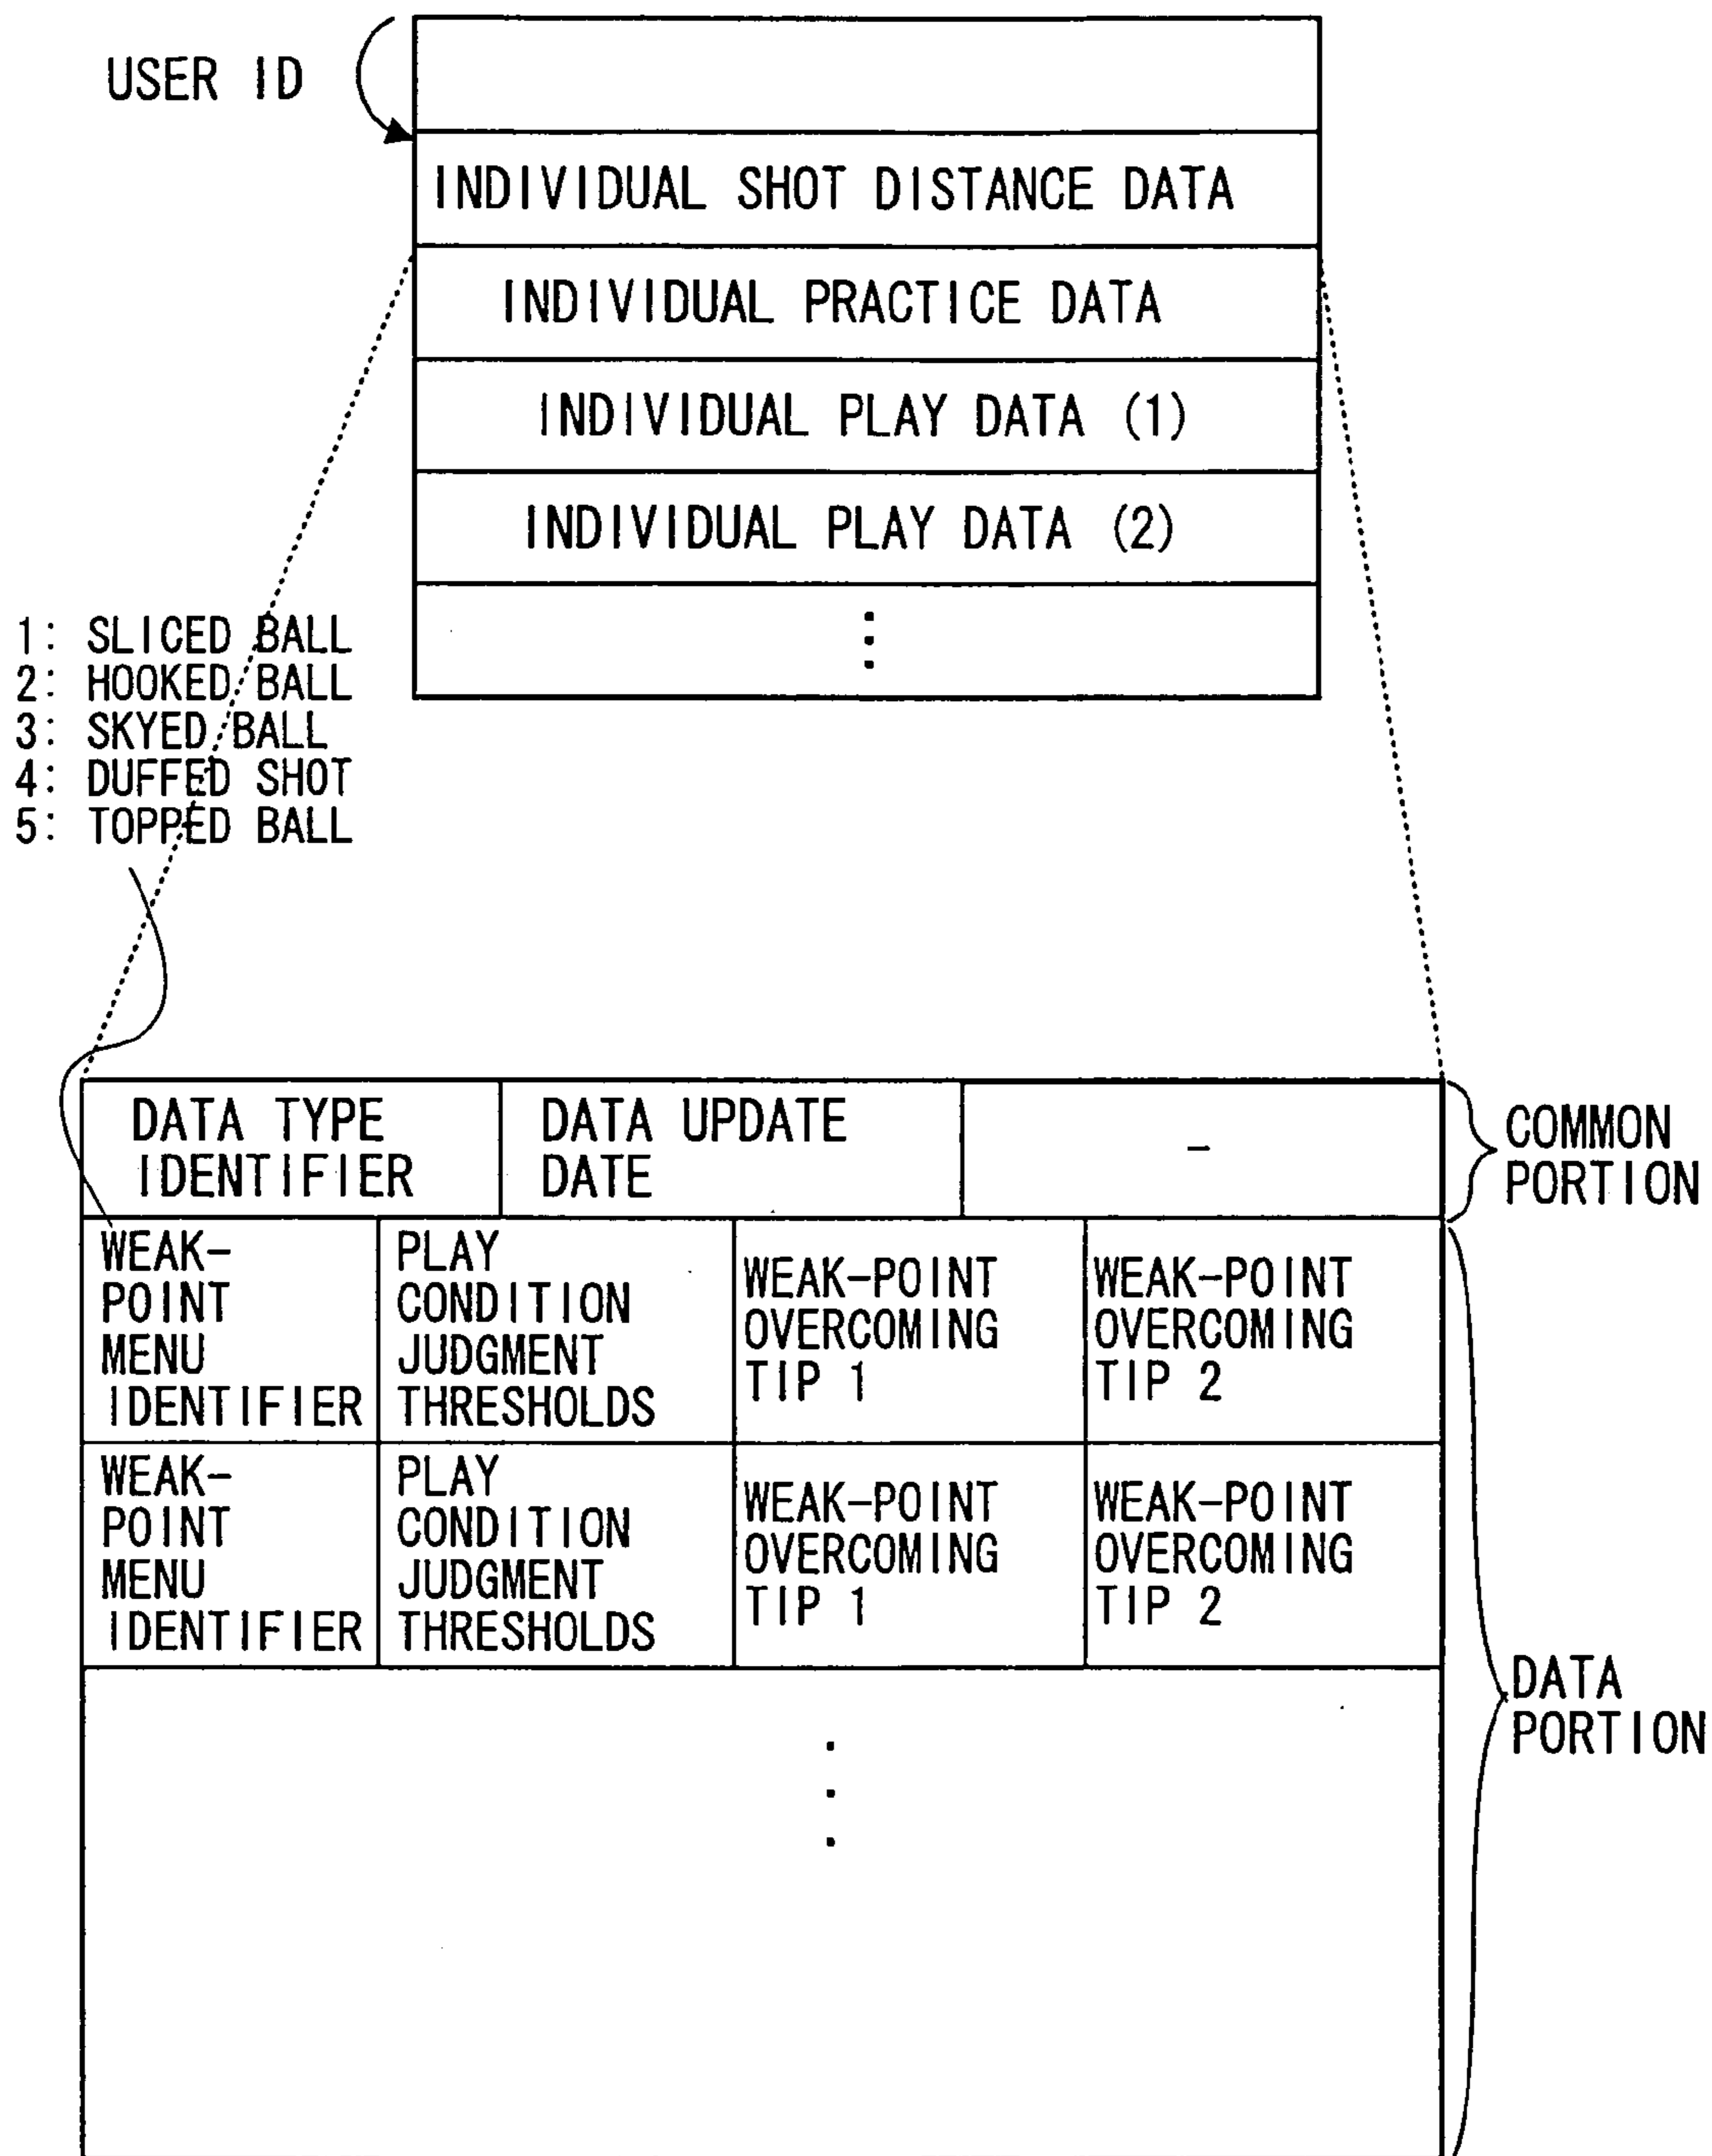 USER ID
INDIVIDUAL SHOT DISTANCE DATA
INDIVIDUAL PRACTICE DATA
INDIVIDUAL PLAY DATA (1)
INDIVIDUAL PLAY DATA (2)
1: SLICED BALL
2: HOOKED BALL
3: SKYED BALL
4: DUFFED SHOT
5: TOPPED BALL
DATA TYPE
IDENTIFIER
DATA UPDATE
DATE
–
COMMON
PORTION
WEAK-
POINT
MENU
IDENTIFIER
PLAY
CONDITION
JUDGMENT
THRESHOLDS
WEAK-POINT
OVERCOMING
TIP 1
WEAK-POINT
OVERCOMING
TIP 2
WEAK-
POINT
MENU
IDENTIFIER
PLAY
CONDITION
JUDGMENT
THRESHOLDS
WEAK-POINT
OVERCOMING
TIP 1
WEAK-POINT
OVERCOMING
TIP 2
DATA
PORTION